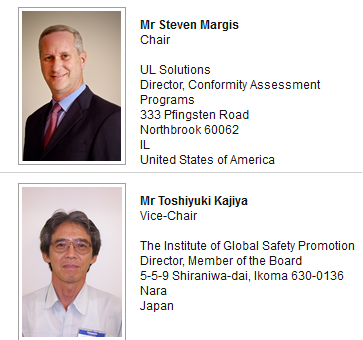 Mr Steven Margis
Chair
UL Solutions
Director, Conformity Assessment
Programs
333 Pfingsten Road
Northbrook 60062
IL
United States of America
Mr Toshiyuki Kajiya
Vice-Chair
The Institute of Global Safety Promotion
Director, Member of the Board
5-5-9 Shiraniwa-dai, Ikoma 630-0136
Nara
Japan